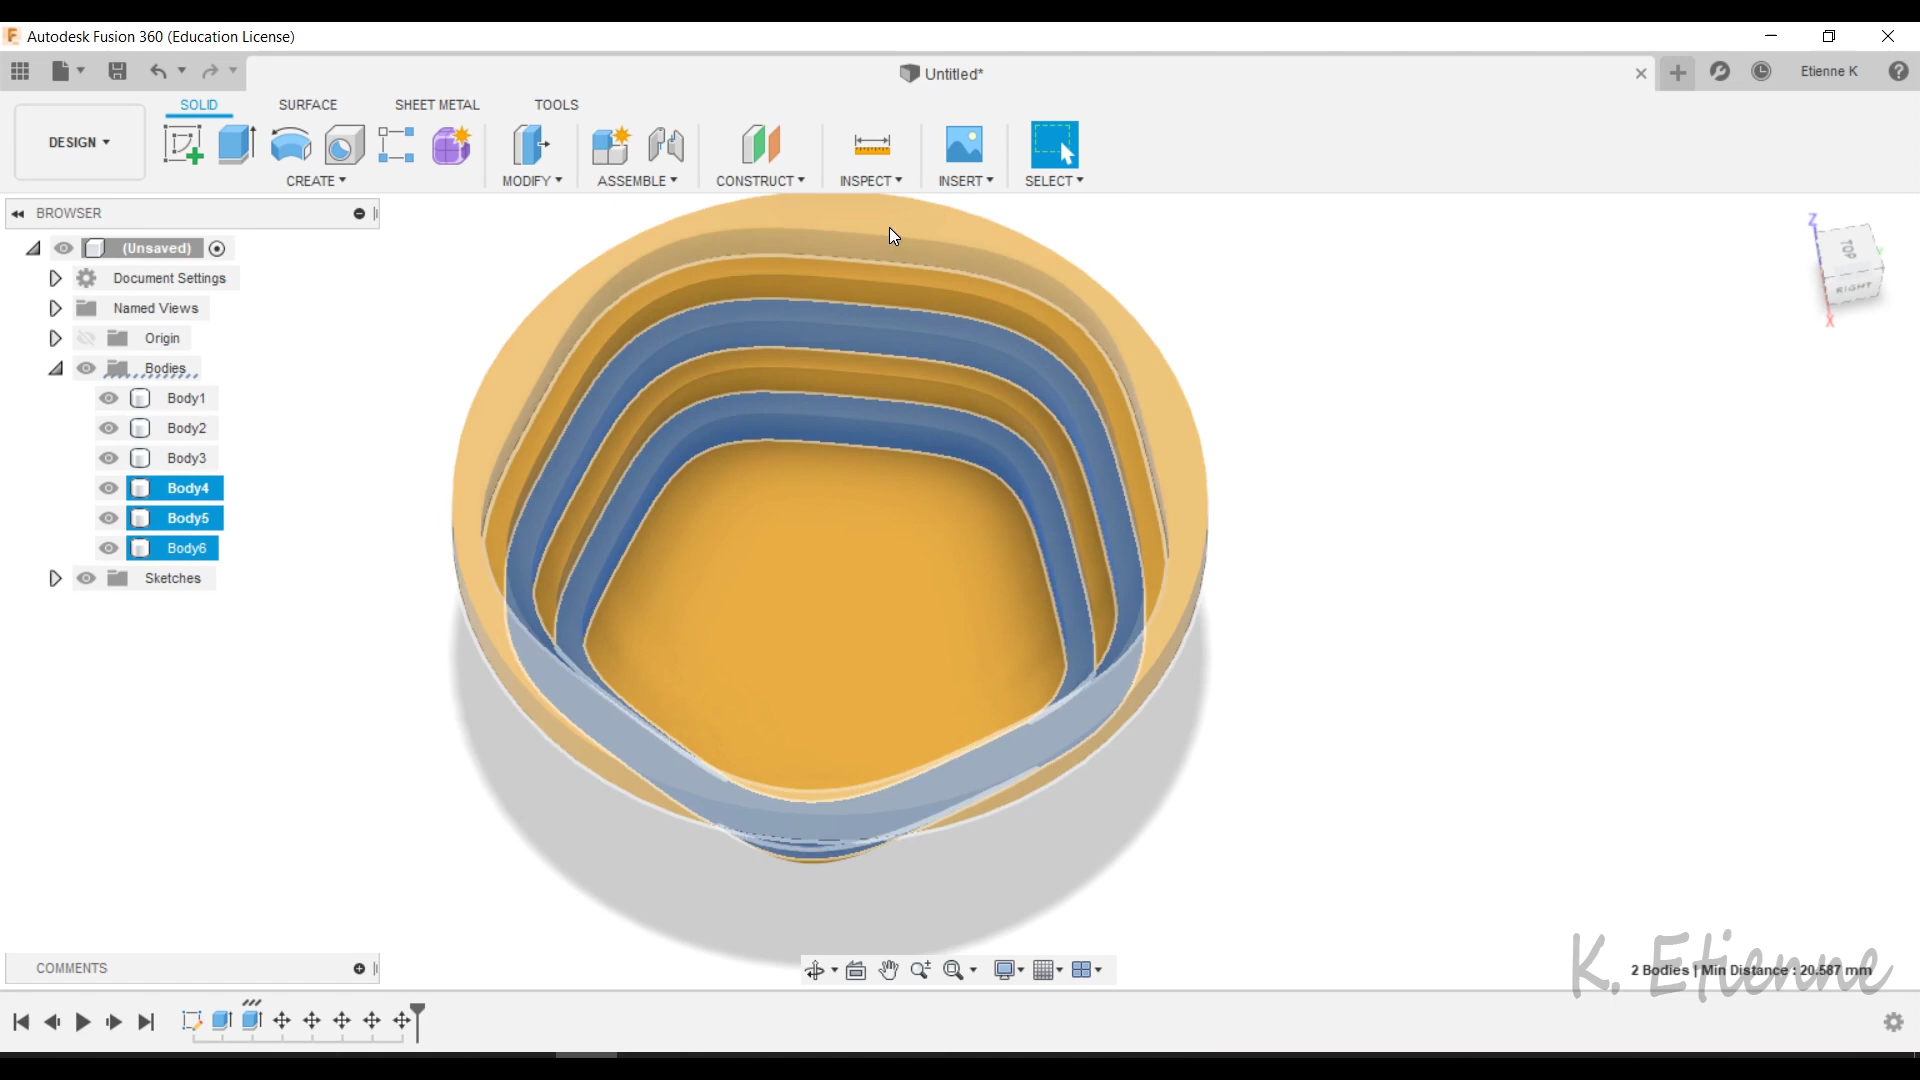 Autodesk Fusion 360 (Education License)
Untitled*
Etienne K
SOLID SURFACE SHEET METAL TOOLS
DESIGN
CREATE MODIFY ASSEMBLE CONSTRUCT INSPECT INSERT SELECT
BROWSER
(Unsaved)
Document Settings
Named Views
Origin
Bodies
Body1
Body2
Body3
Body4
Body5
Body6
Sketches
Z
TOP
RIGHT
Y
X
COMMENTS
2 Bodies | Min Distance : 20.587 mm
K. Etienne